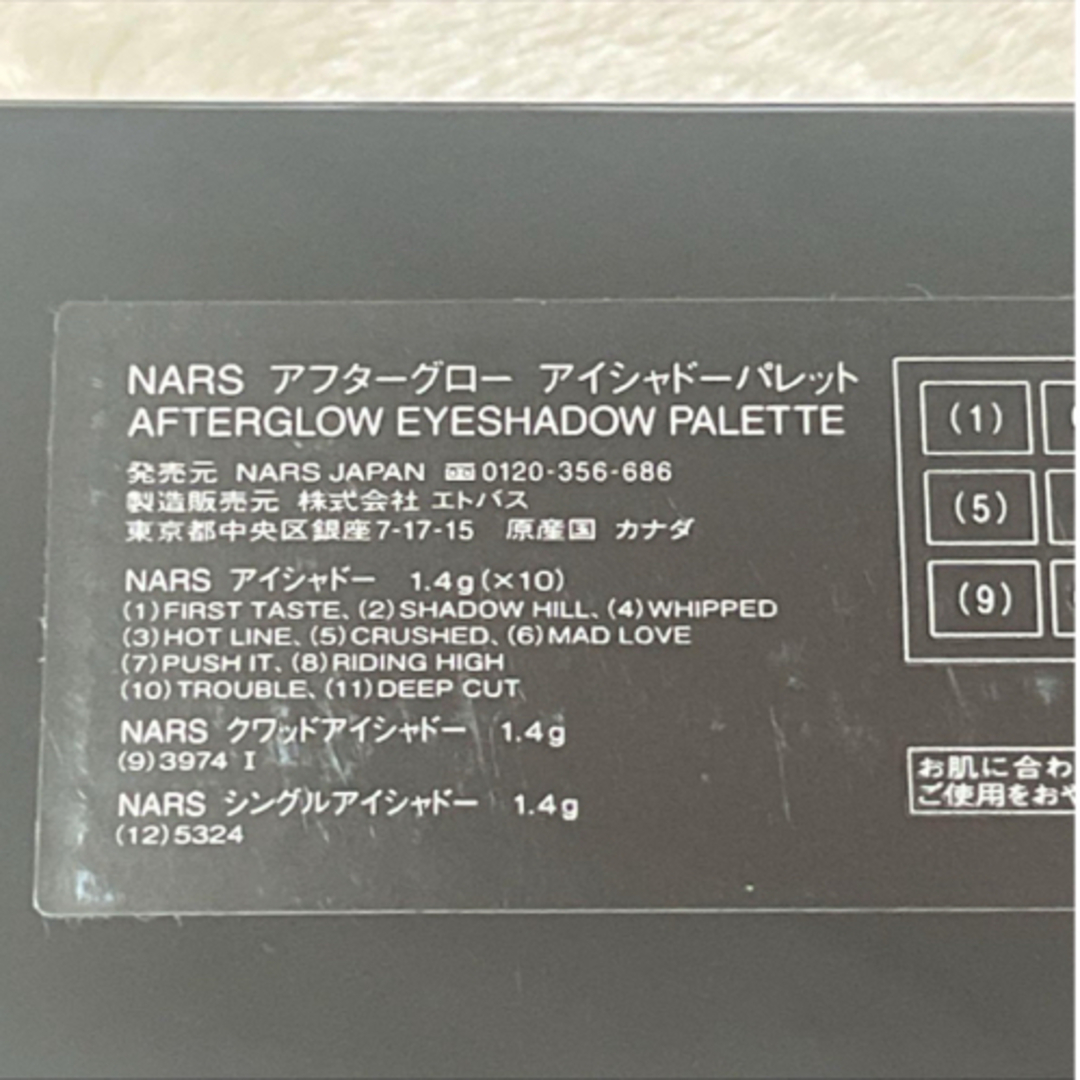 NARS アフターグロー アイシャドーパレット
AFTERGLOW EYESHADOW PALETTE
発売元 NARS JAPAN 0120-356-686
製造販売元 株式会社 エトバス
東京都中央区銀座7-17-15 原産国 カナダ
NARS アイシャドー 1.4g(×10)
(1)FIRST TASTE、(2)SHADOW HILL、(4)WHIPPED
(3)HOT LINE、(5)CRUSHED、(6)MAD LOVE
(7)PUSH IT、(8)RIDING HIGH
(10)TROUBLE、(11)DEEP CUT
NARS クワッドアイシャドー 1.4g
(9)3974 I
NARS シングルアイシャドー 1.4g
(12)5324
(1)
(5)
(9)
お肌に合わ
ご使用をおや